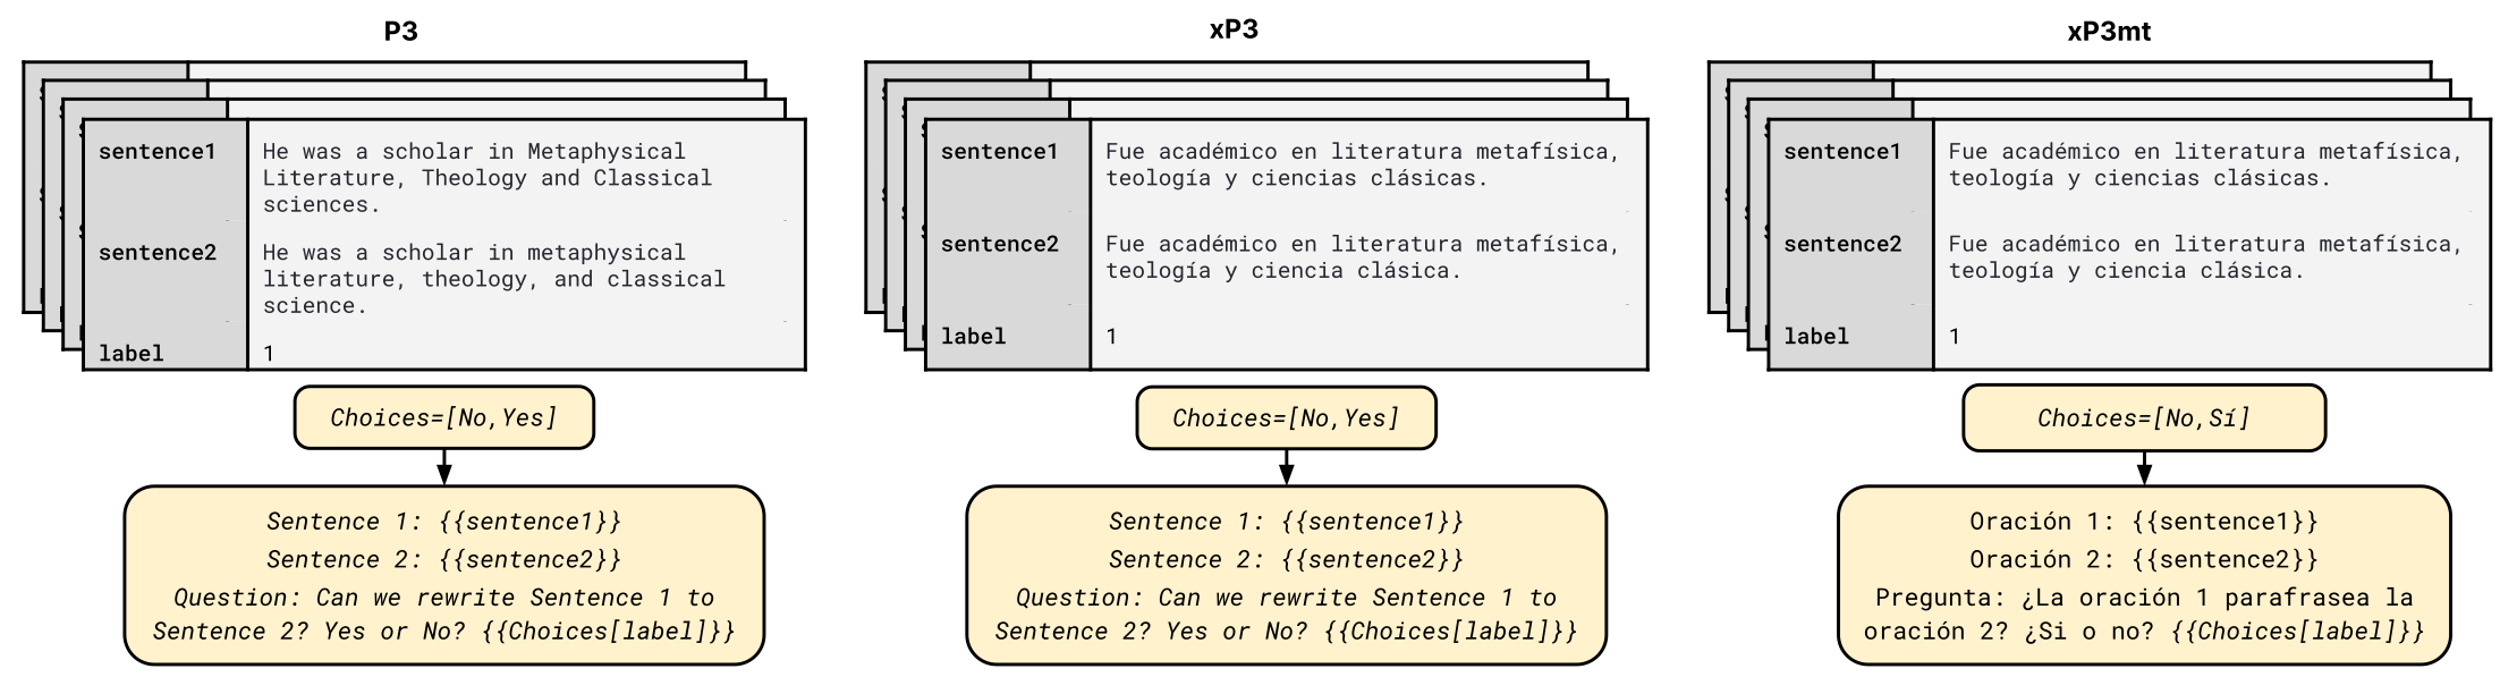 P3
sentence1
He was a scholar in Metaphysical
Literature, Theology and Classical
sciences.
sentence2
He was a scholar in metaphysical
literature, theology, and classical
science.
label
1
Choices=[No,Yes]
Sentence 1: {{sentence1}}
Sentence 2: {{sentence2}}
Question: Can we rewrite Sentence 1 to
Sentence 2? Yes or No? {{Choices[label]}}
xP3
sentence1
Fue académico en literatura metafísica,
teología y ciencias clásicas.
sentence2
Fue académico en literatura metafísica,
teología y ciencia clásica.
label
1
Choices=[No,Yes]
Sentence 1: {{sentence1}}
Sentence 2: {{sentence2}}
Question: Can we rewrite Sentence 1 to
Sentence 2? Yes or No? {{Choices[label]}}
xP3mt
sentence1
Fue académico en literatura metafísica,
teología y ciencias clásicas.
sentence2
Fue académico en literatura metafísica,
teología y ciencia clásica.
label
1
Choices=[No,Sí]
Oración 1: {{sentence1}}
Oración 2: {{sentence2}}
Pregunta: ¿La oración 1 parafrasea la
oración 2? ¿Si o no? {{Choices[label]}}